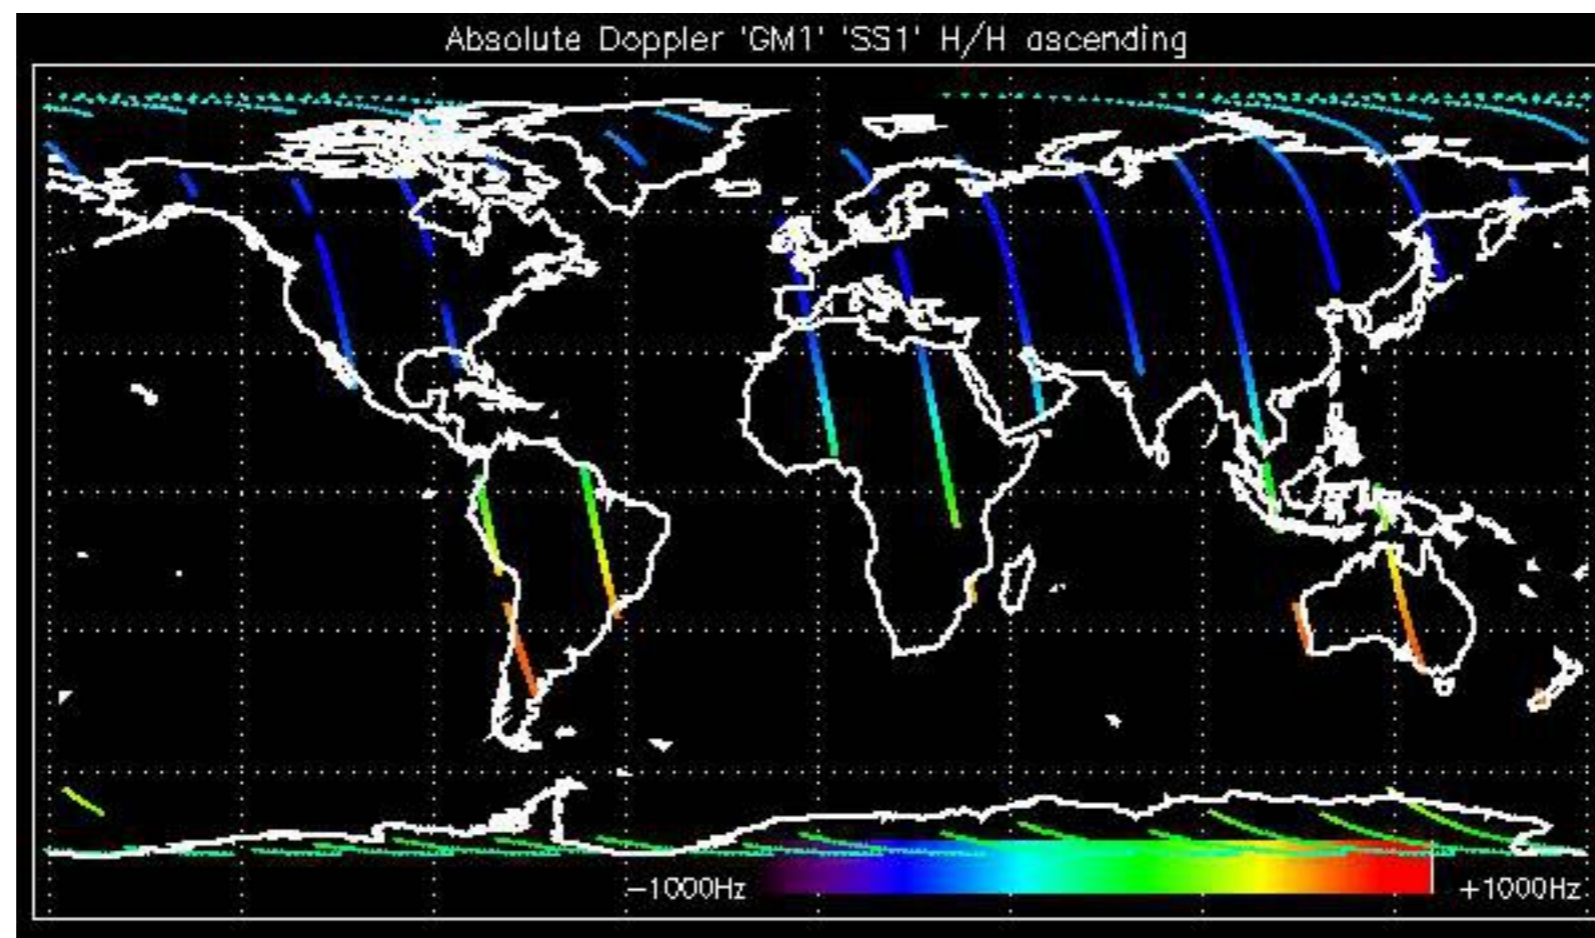 Absolute Doppler 'GM1' 'SS1' H/H ascending
−1000Hz
+1000Hz